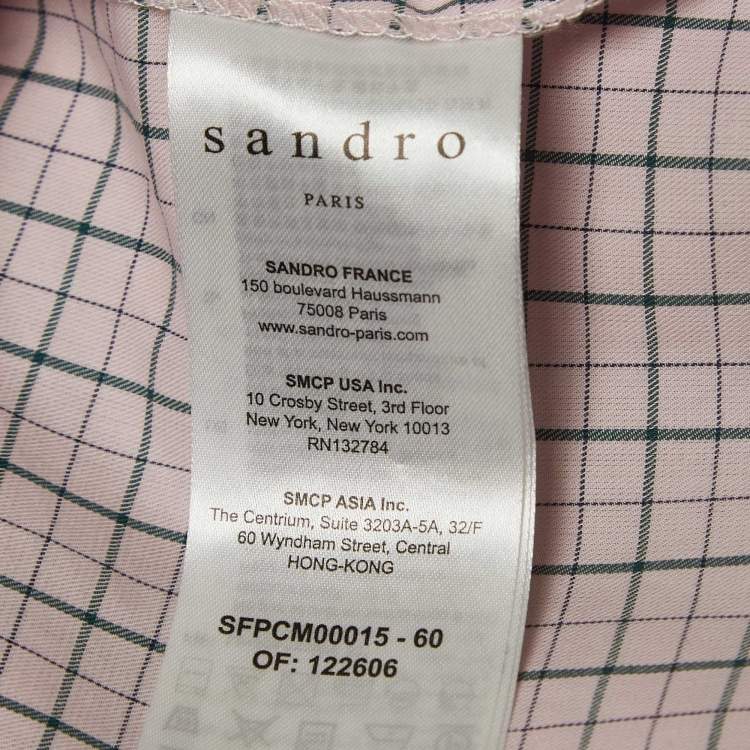 sandro
PARIS
SANDRO FRANCE
150 boulevard Haussmann
75008 Paris
www.sandro-paris.com
SMCP USA Inc.
10 Crosby Street, 3rd Floor
New York, New York 10013
RN132784
SMCP ASIA Inc.
The Centrium, Suite 3203A-5A, 32/F
60 Wyndham Street, Central
HONG-KONG
SFPCM00015 - 60
OF: 122606